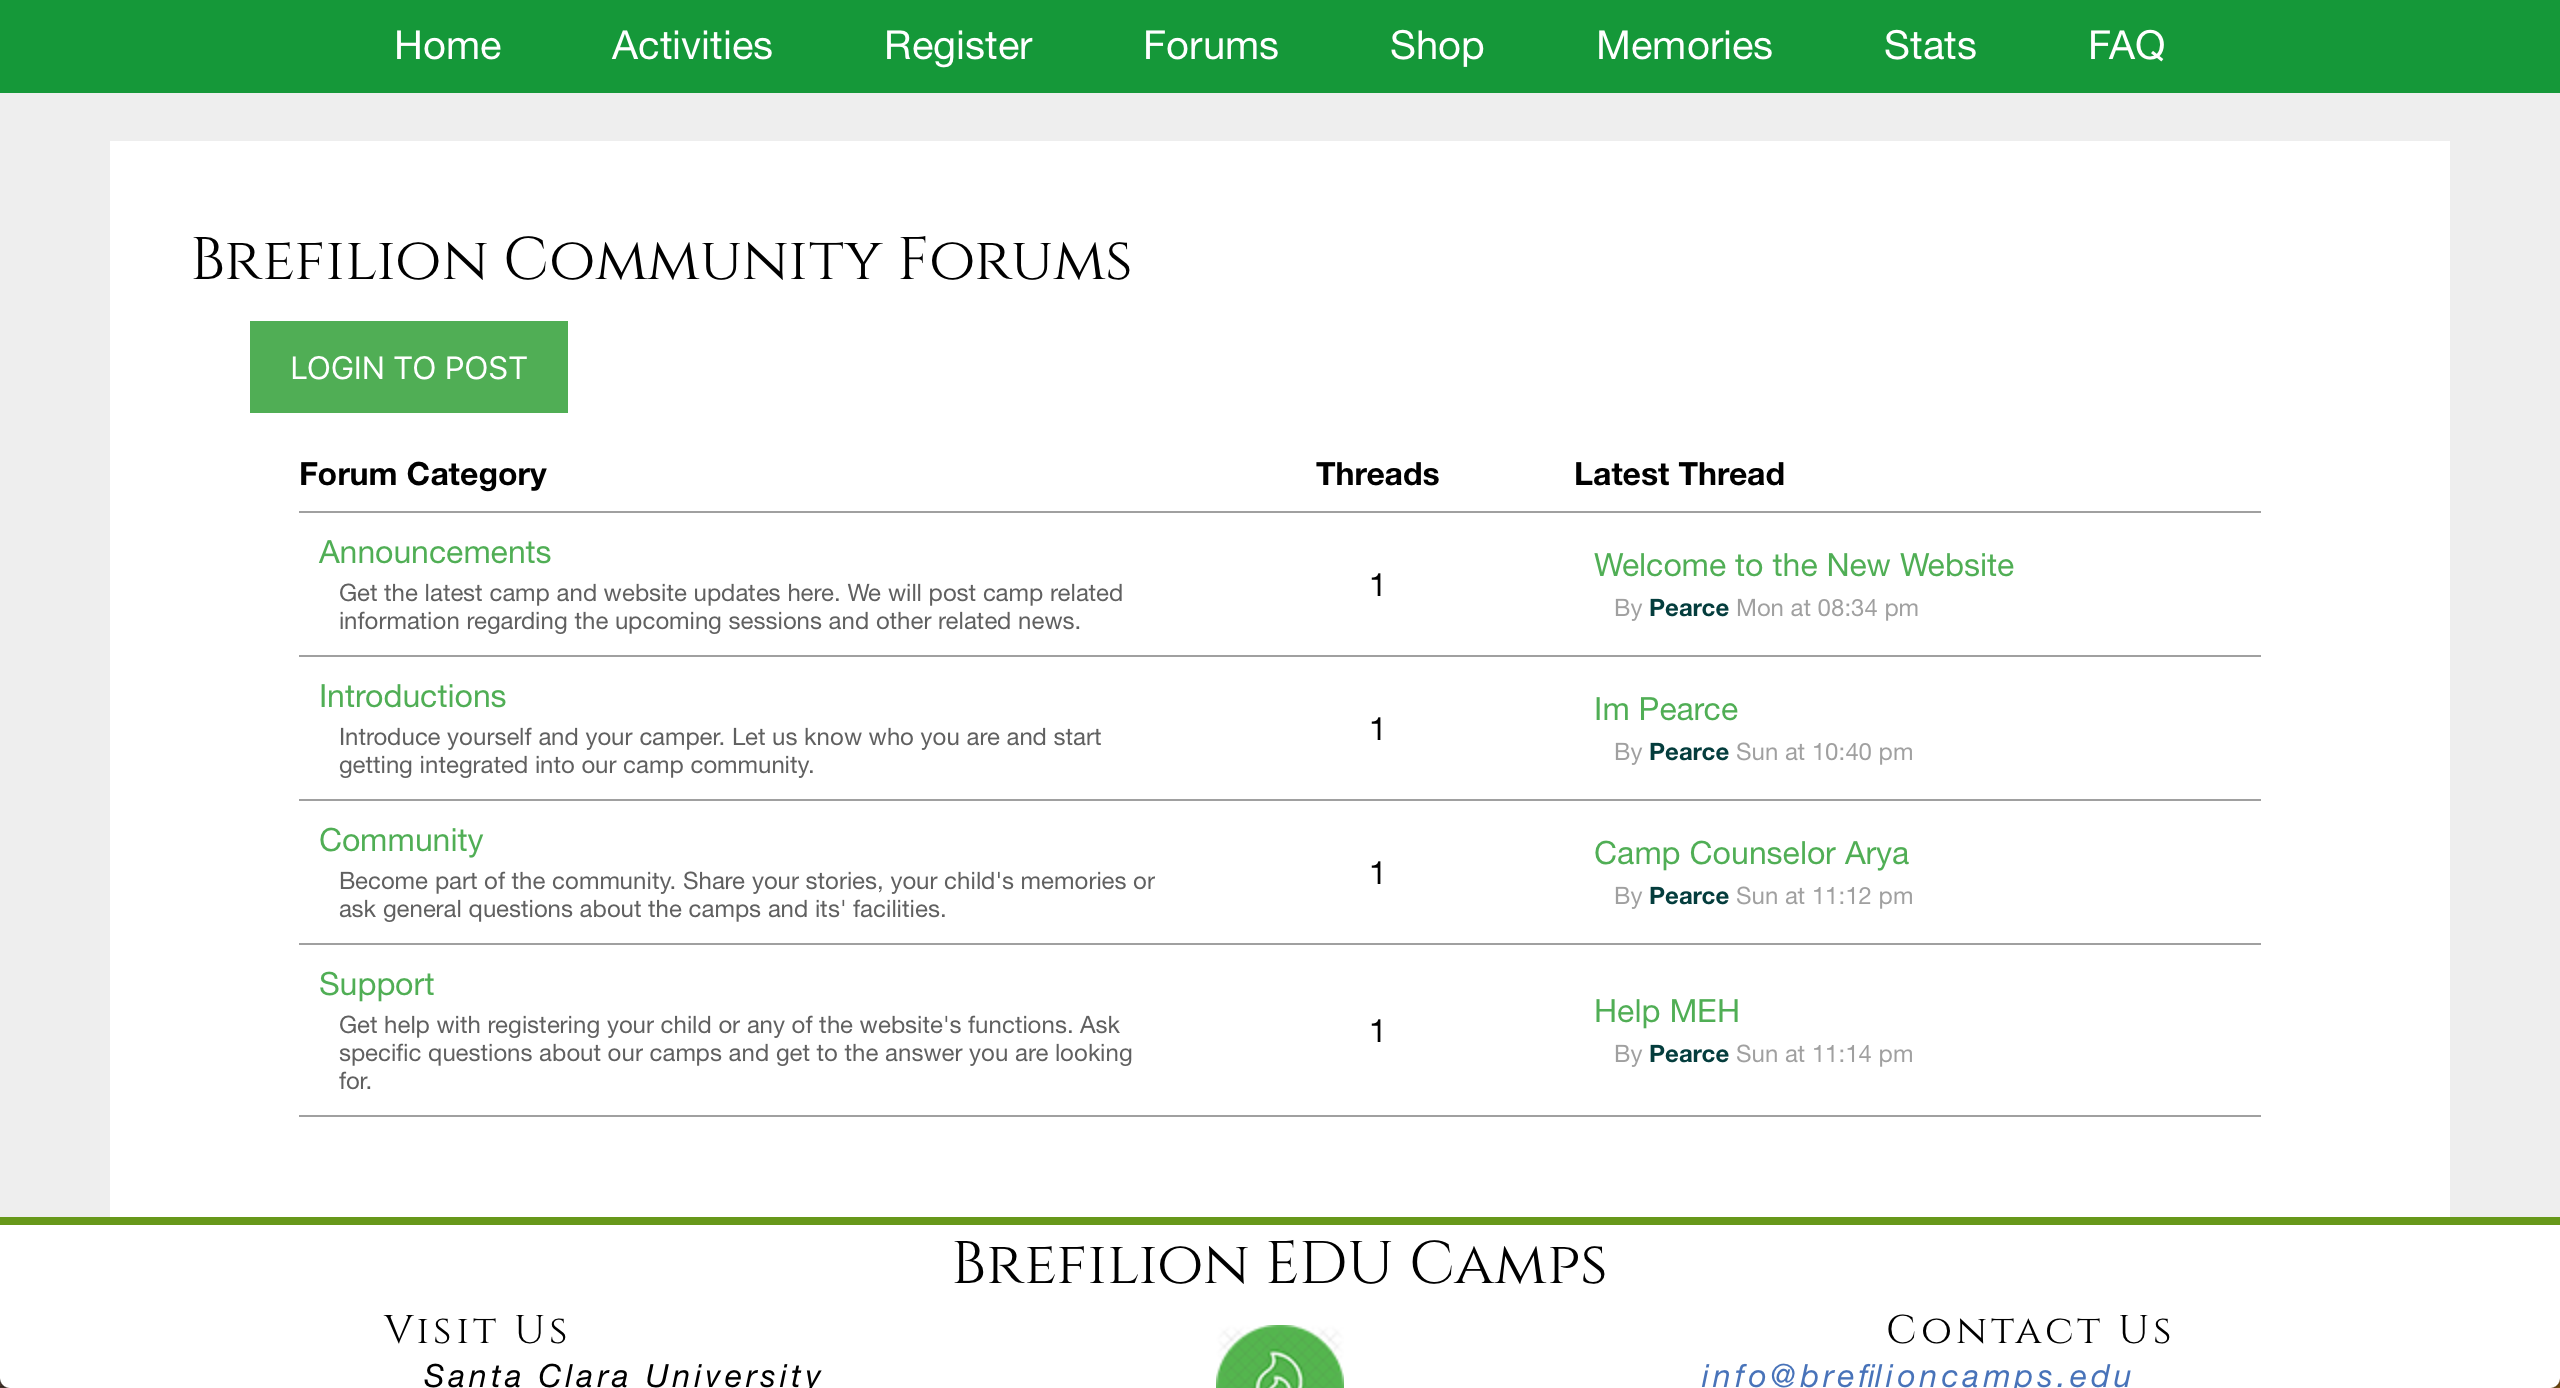 Home Activities Register Forums Shop Memories Stats FAQ
Brefilion Community Forums
LOGIN TO POST
Forum Category Threads Latest Thread
Announcements
Get the latest camp and website updates here. We will post camp related
information regarding the upcoming sessions and other related news.
1
Welcome to the New Website
By Pearce Mon at 08:34 pm
Introductions
Introduce yourself and your camper. Let us know who you are and start
getting integrated into our camp community.
1
Im Pearce
By Pearce Sun at 10:40 pm
Community
Become part of the community. Share your stories, your child's memories or
ask general questions about the camps and its' facilities.
1
Camp Counselor Arya
By Pearce Sun at 11:12 pm
Support
Get help with registering your child or any of the website's functions. Ask
specific questions about our camps and get to the answer you are looking
for.
1
Help MEH
By Pearce Sun at 11:14 pm
Brefilion EDU Camps
Visit Us
Santa Clara University
Contact Us
info@brefilioncamps.edu